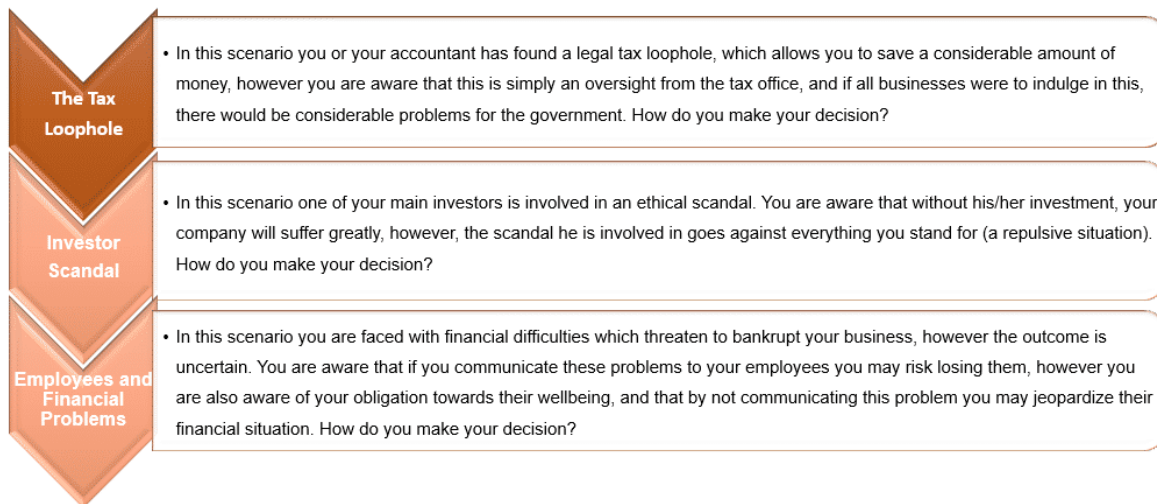 The Tax
Loophole
• In this scenario you or your accountant has found a legal tax loophole, which allows you to save a considerable amount of
money, however you are aware that this is simply an oversight from the tax office, and if all businesses were to indulge in this,
there would be considerable problems for the government. How do you make your decision?
Investor
Scandal
• In this scenario one of your main investors is involved in an ethical scandal. You are aware that without his/her investment, your
company will suffer greatly, however, the scandal he is involved in goes against everything you stand for (a repulsive situation).
How do you make your decision?
Employees and
Financial
Problems
• In this scenario you are faced with financial difficulties which threaten to bankrupt your business, however the outcome is
uncertain. You are aware that if you communicate these problems to your employees you may risk losing them, however you
are also aware of your obligation towards their wellbeing, and that by not communicating this problem you may jeopardize their
financial situation. How do you make your decision?